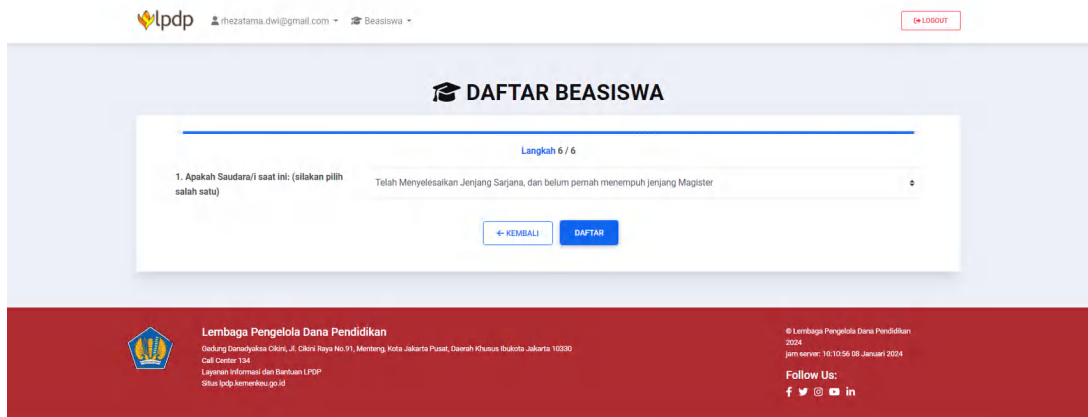 lpdp
rhezatama.dwi@gmail.com
Beasiswa
LOGOUT
DAFTAR BEASISWA
Langkah 6 / 6
1. Apakah Saudara/i saat ini: (silakan pilih
salah satu)
Telah Menyelesaikan Jenjang Sarjana, dan belum pernah menempuh jenjang Magister
← KEMBALI
DAFTAR
Lembaga Pengelola Dana Pendidikan
Gedung Danadyaksa Cikini, Jl. Cikini Raya No.91, Menteng, Kota Jakarta Pusat, Daerah Khusus Ibukota Jakarta 10330
Call Center 134
Layanan Informasi dan Bantuan LPDP
Situs lpdp.kemenkeu.go.id
© Lembaga Pengelola Dana Pendidikan
2024
jam server: 10:10:56 08 Januari 2024
Follow Us: